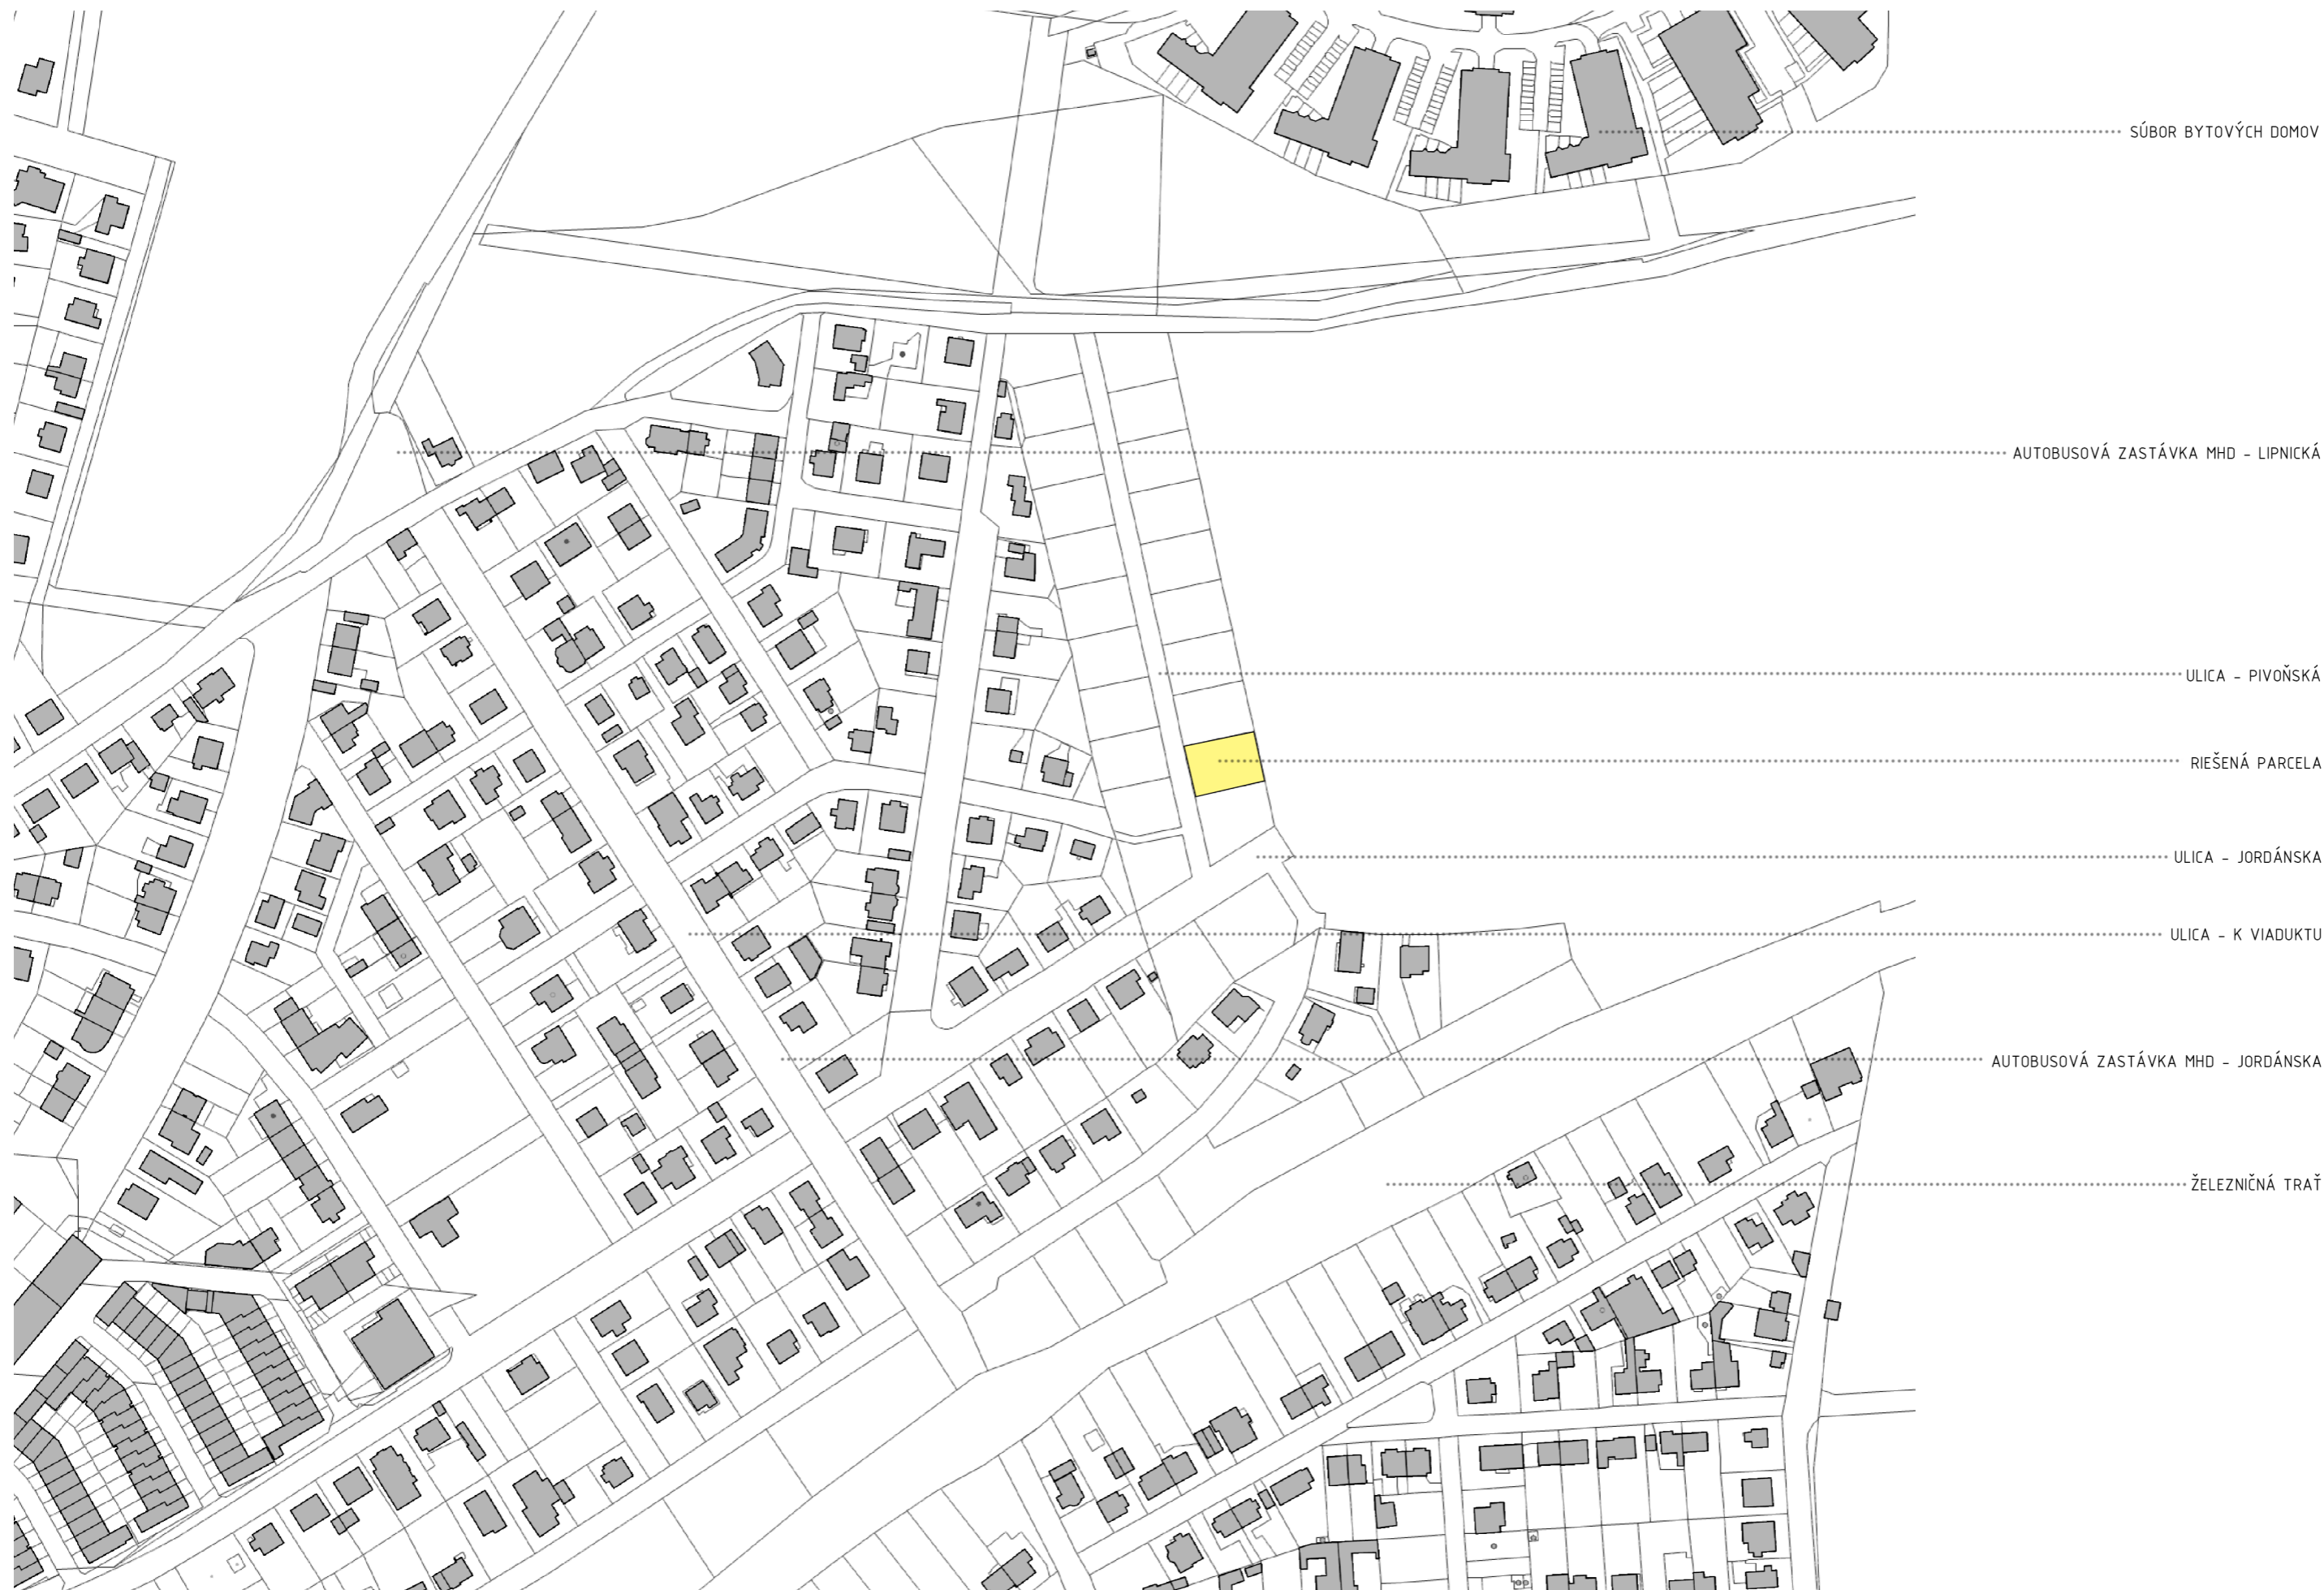 SÚBOR BYTOVÝCH DOMOV
AUTOBUSOVÁ ZASTÁVKA MHD - LIPNICKÁ
ULICA - PIVOŇSKÁ
RIEŠENÁ PARCELA
ULICA - JORDÁNSKA
ULICA - K VIADUKTU
AUTOBUSOVÁ ZASTÁVKA MHD - JORDÁNSKA
ŽELEZNIČNÁ TRAŤ